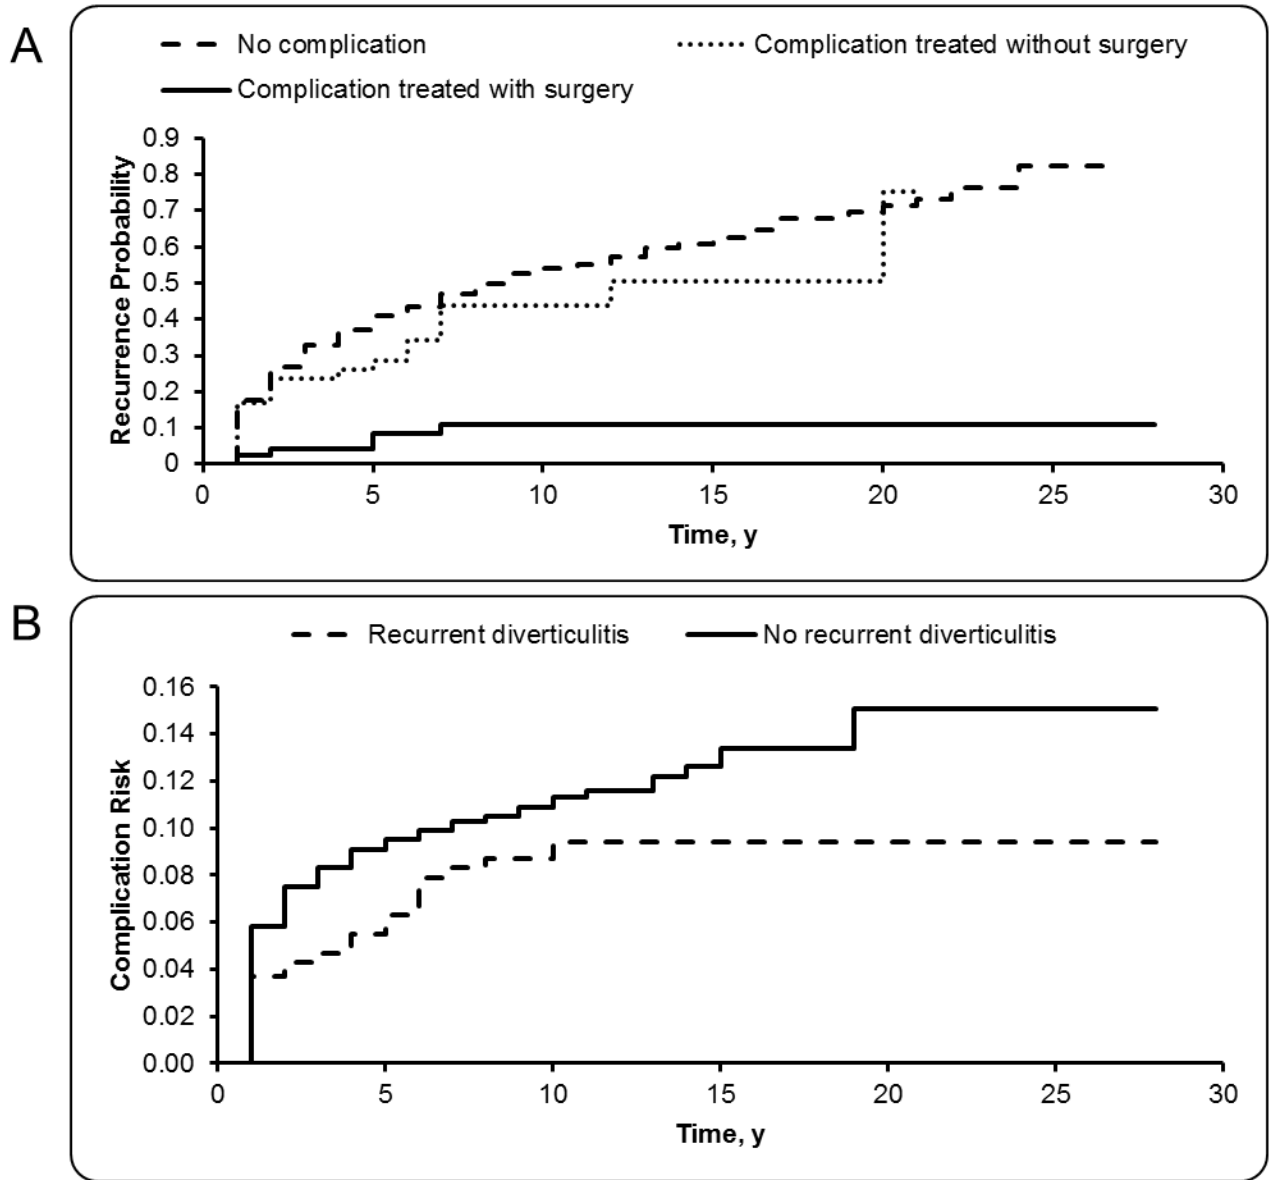 A
No complication
Complication treated without surgery
Complication treated with surgery
Recurrence Probability
0.9
0.8
0.7
0.6
0.5
0.4
0.3
0.2
0.1
0
0 5 10 15 20 25 30
Time, y
B
Recurrent diverticulitis
No recurrent diverticulitis
Complication Risk
0.16
0.14
0.12
0.10
0.08
0.06
0.04
0.02
0.00
0 5 10 15 20 25 30
Time, y